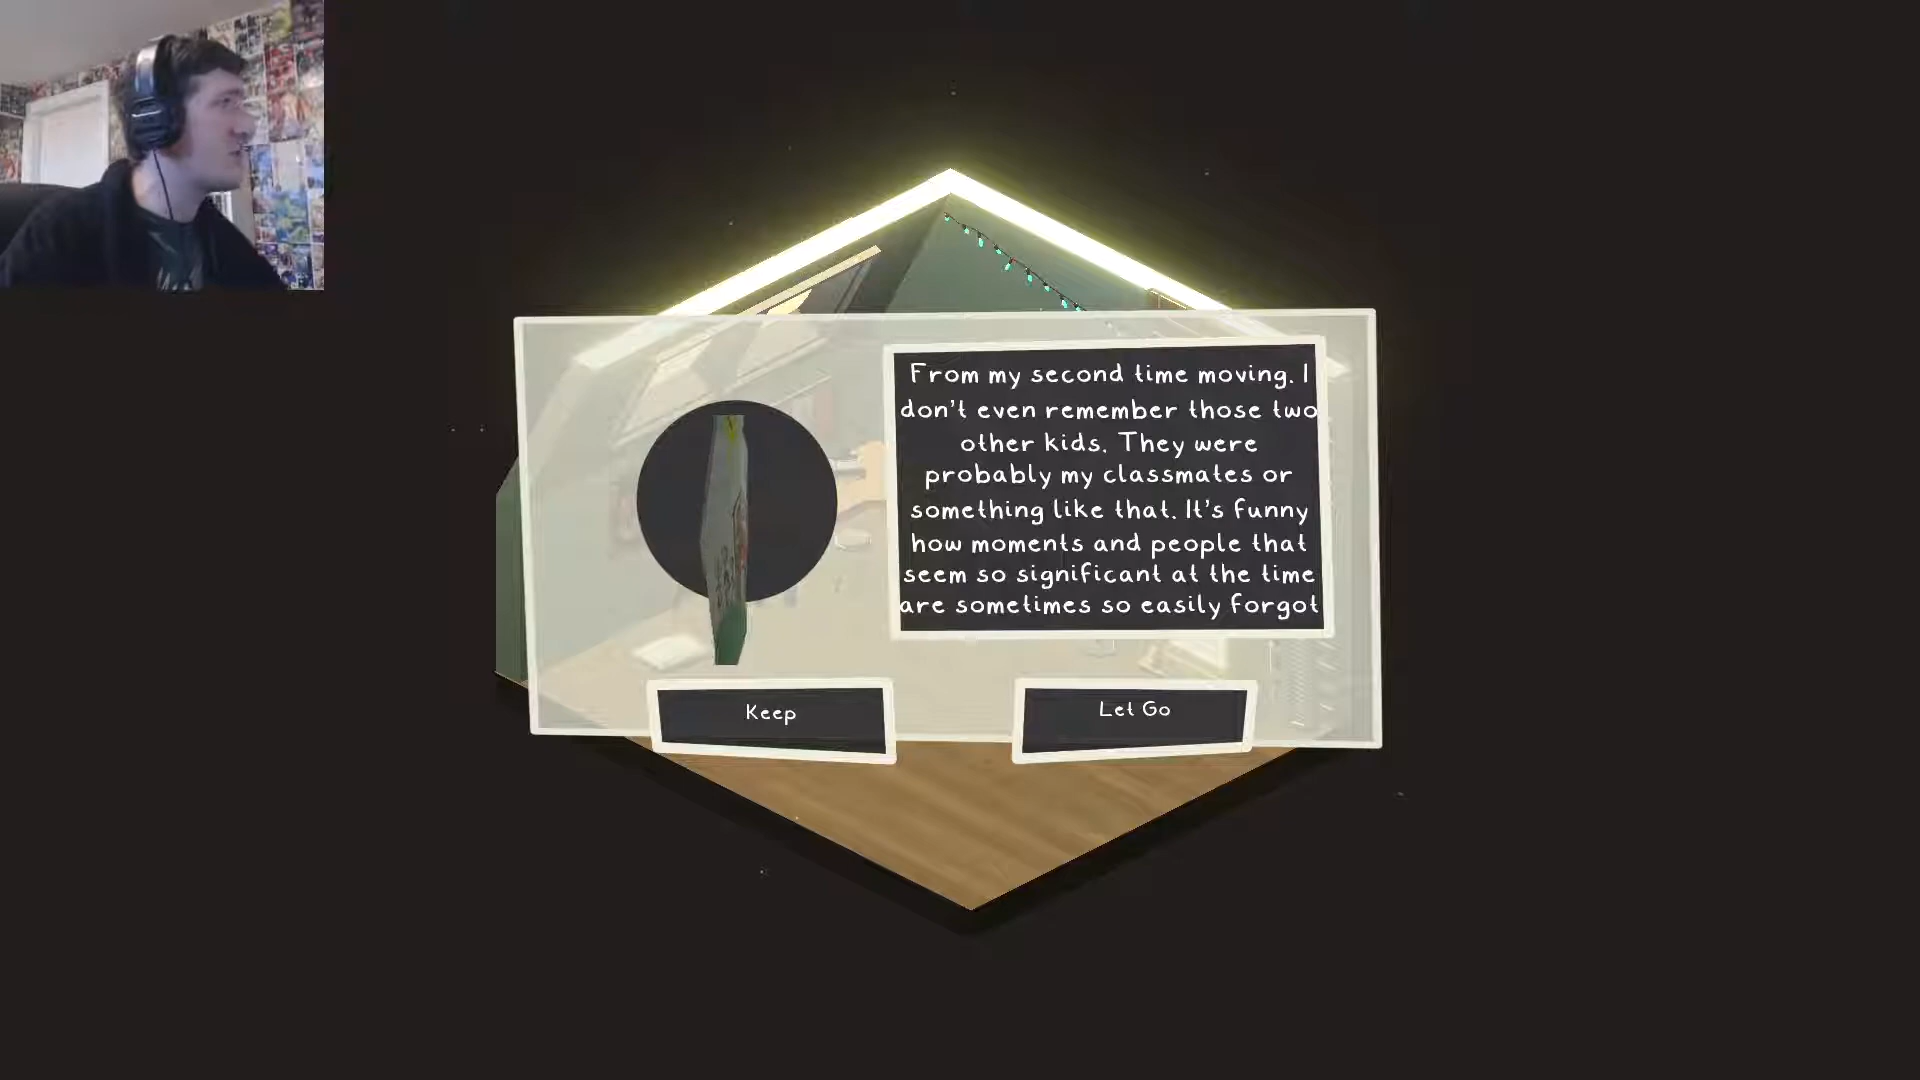 From my second time moving. I
don't even remember those two
other kids. They were
probably my classmates or
something like that. It's funny
how moments and people that
seem so significant at the time
are sometimes so easily forgot
Keep
Let Go